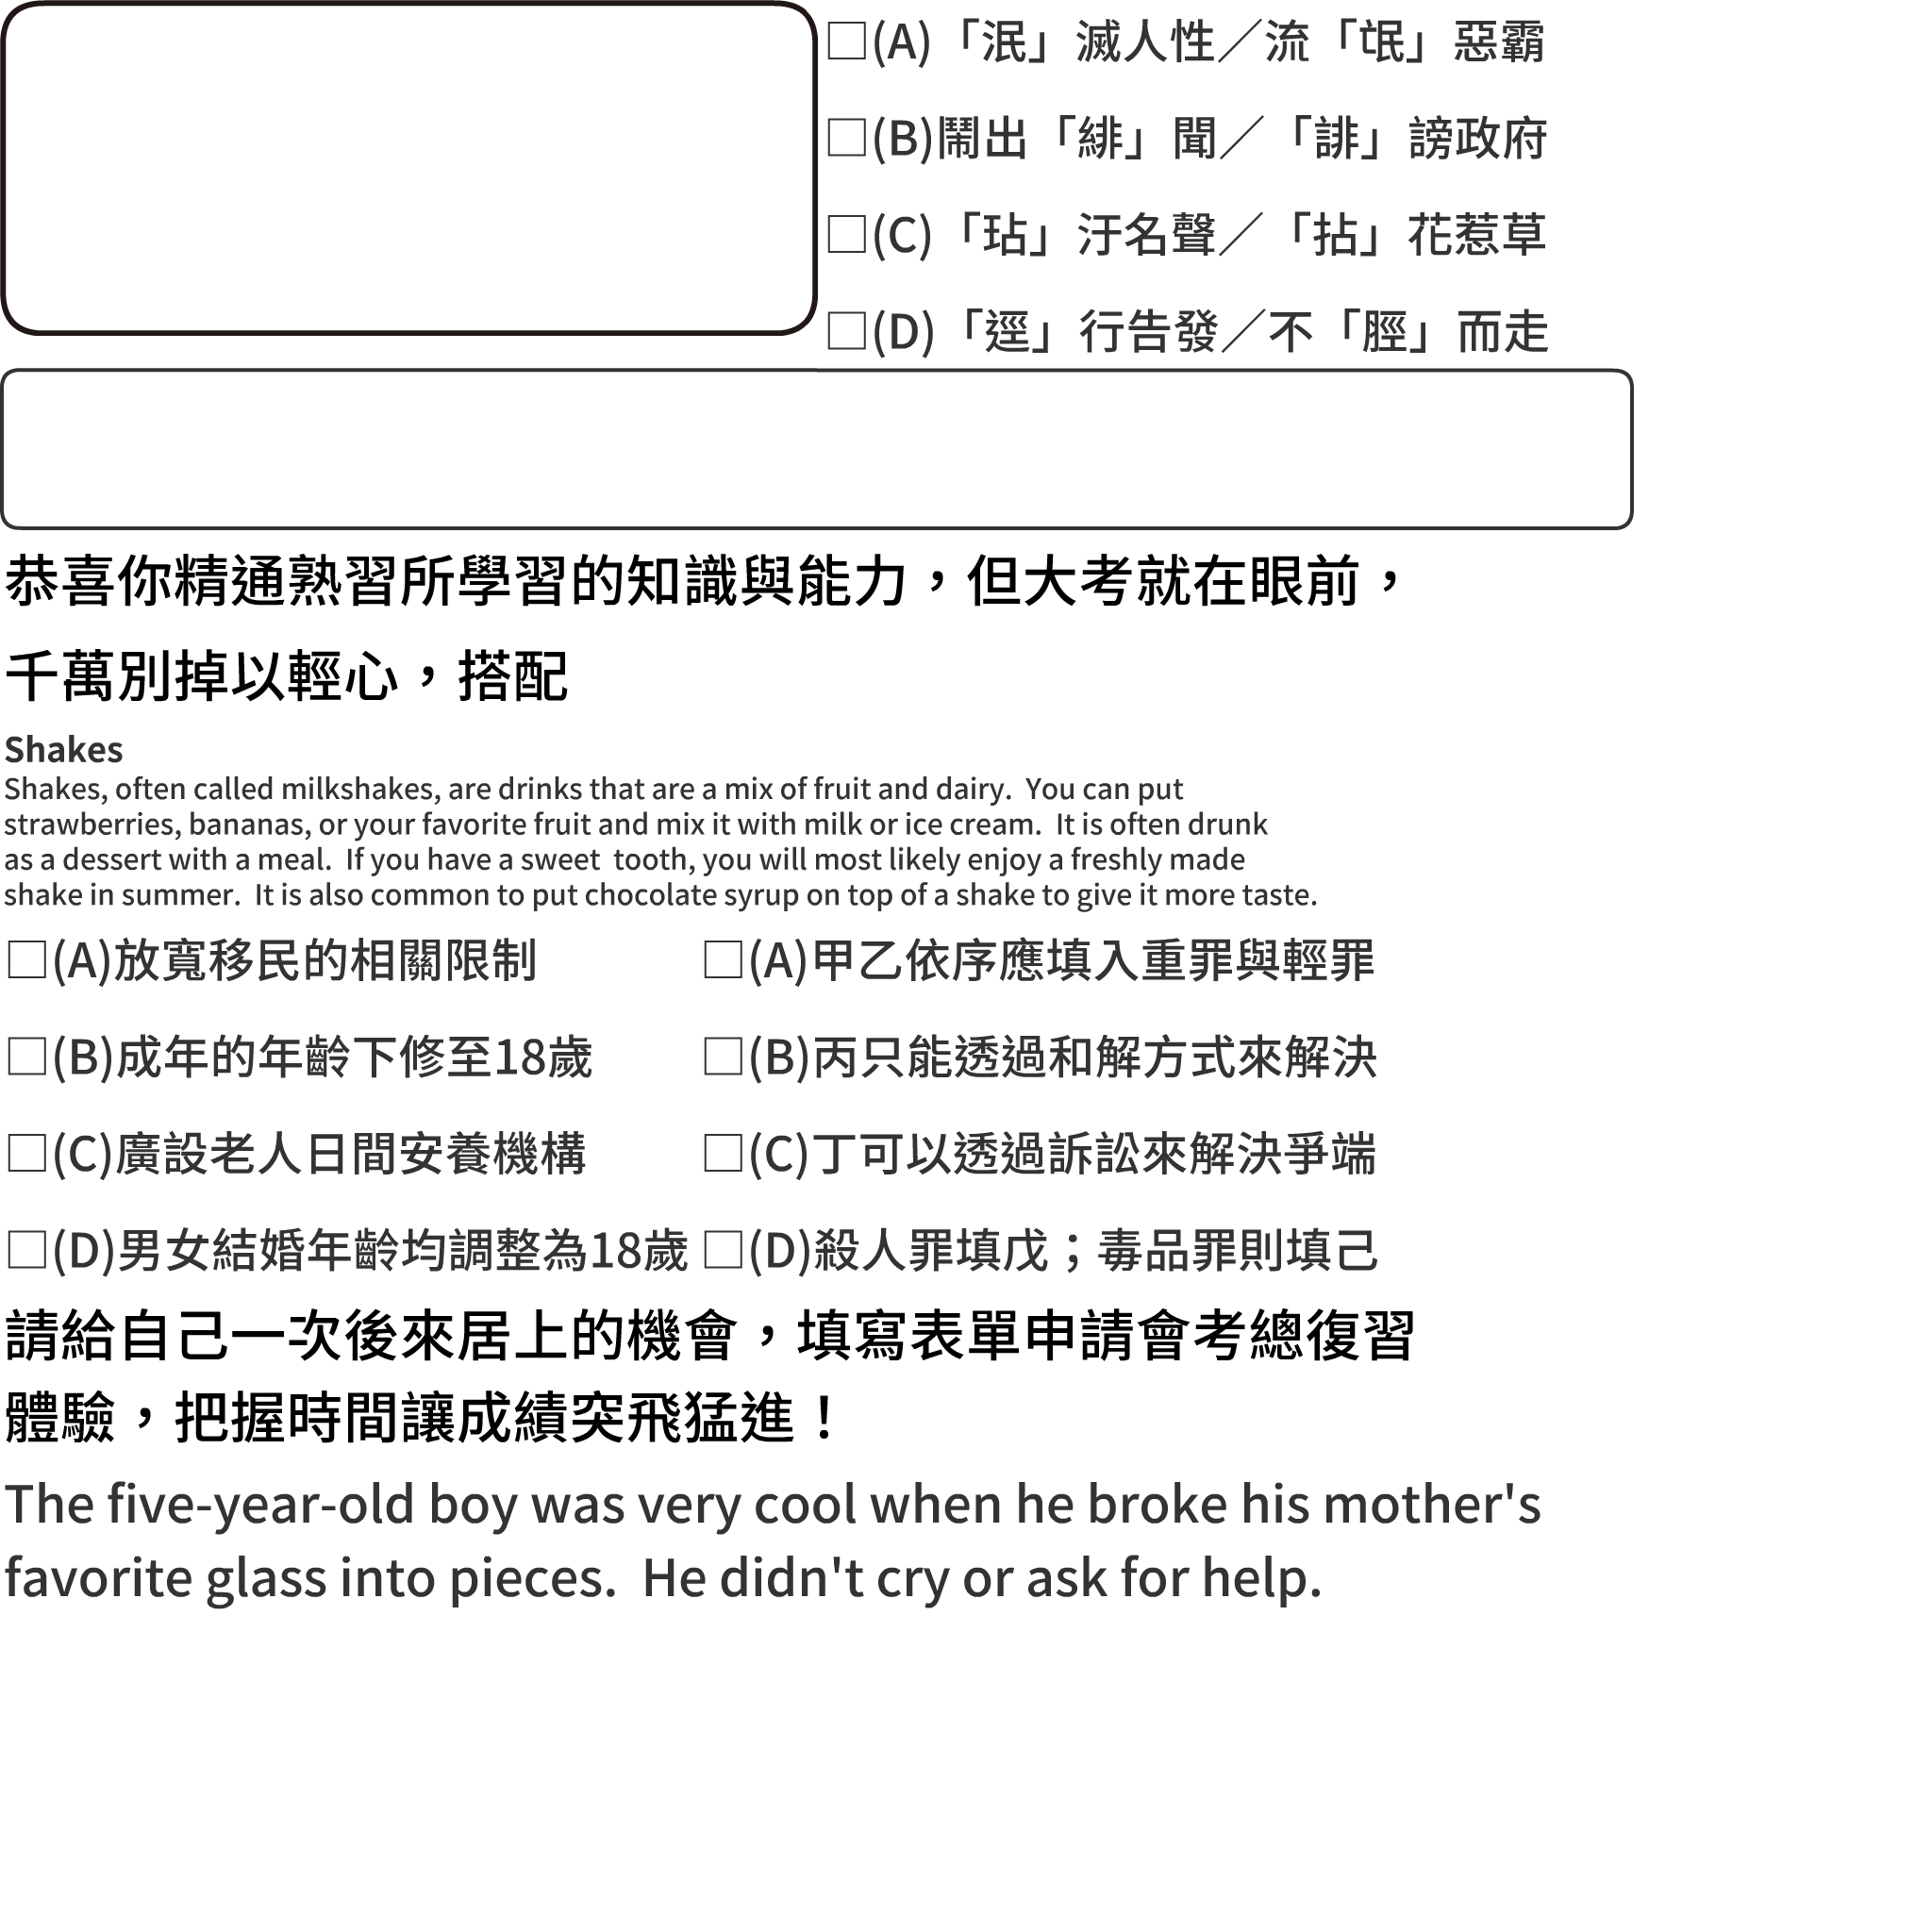 □(A)「泯」滅人性／流「氓」惡霸
□(B)鬧出「緋」聞／「誹」謗政府
□(C)「玷」汙名聲／「拈」花惹草
□(D)「逕」行告發／不「脛」而走
恭喜你精通熟習所學習的知識與能力，但大考就在眼前，
千萬別掉以輕心，搭配
Shakes
Shakes, often called milkshakes, are drinks that are a mix of fruit and dairy.  You can put
strawberries, bananas, or your favorite fruit and mix it with milk or ice cream.  It is often drunk
as a dessert with a meal.  If you have a sweet  tooth, you will most likely enjoy a freshly made
shake in summer.  It is also common to put chocolate syrup on top of a shake to give it more taste.
□(A)放寬移民的相關限制
□(B)成年的年齡下修至18歲
□(C)廣設老人日間安養機構
□(D)男女結婚年齡均調整為18歲
□(A)甲乙依序應填入重罪與輕罪
□(B)丙只能透過和解方式來解決
□(C)丁可以透過訴訟來解決爭端
□(D)殺人罪填戊；毒品罪則填己
請給自己一次後來居上的機會，填寫表單申請會考總復習
體驗，把握時間讓成績突飛猛進！
The five-year-old boy was very cool when he broke his mother's
favorite glass into pieces.  He didn't cry or ask for help.